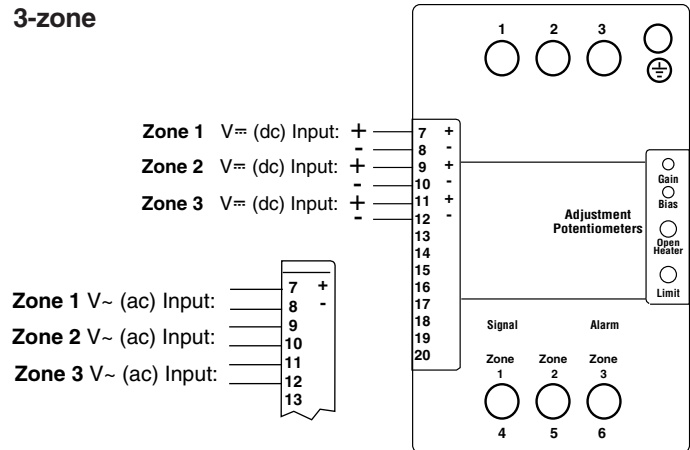 3-zone
1 2 3
Zone 1 V⎓ (dc) Input: + 7 +
- 8 -
Zone 2 V⎓ (dc) Input: + 9 +
- 10 -
Zone 3 V⎓ (dc) Input: + 11 +
- 12 -
13
14
15
16
17
18
19
20
Gain
Bias
Open
Heater
Limit
Adjustment
Potentiometers
7 +
Zone 1 V~ (ac) Input: 8 -
9
Zone 2 V~ (ac) Input: 10
11
Zone 3 V~ (ac) Input: 12
13
Signal Alarm
Zone Zone Zone
1 2 3
4 5 6